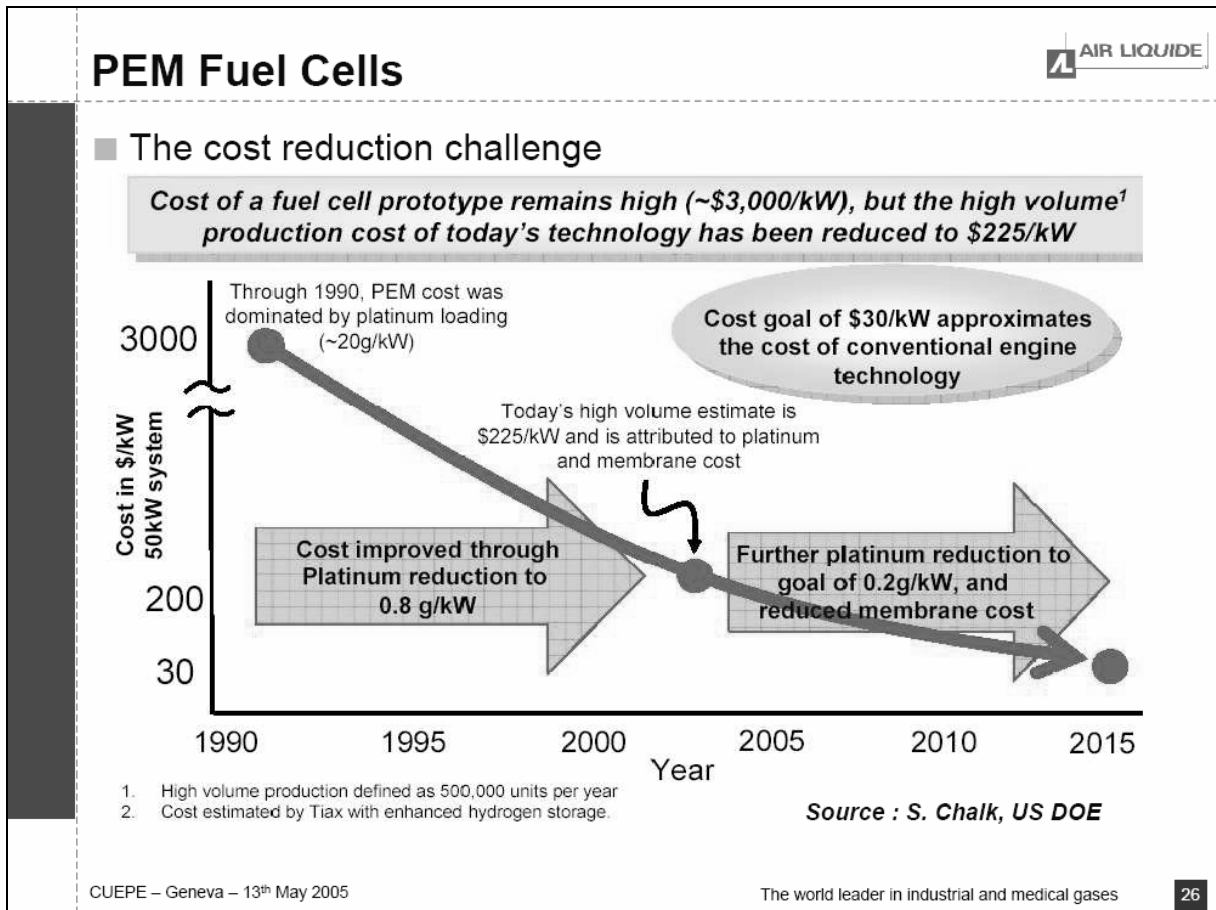 PEM Fuel Cells
AIR LIQUIDE
The cost reduction challenge
Cost of a fuel cell prototype remains high (~$3,000/kW), but the high volume¹
production cost of today's technology has been reduced to $225/kW
Through 1990, PEM cost was
dominated by platinum loading
(~20g/kW)
Cost goal of $30/kW approximates
the cost of conventional engine
technology
Today's high volume estimate is
$225/kW and is attributed to platinum
and membrane cost
Cost in $/kW
50kW system
3000
200
30
Cost improved through
Platinum reduction to
0.8 g/kW
Further platinum reduction to
goal of 0.2g/kW, and
reduced membrane cost
1990 1995 2000 2005 2010 2015
Year
1. High volume production defined as 500,000 units per year
2. Cost estimated by Tiax with enhanced hydrogen storage.
Source : S. Chalk, US DOE
CUEPE – Geneva – 13th May 2005
The world leader in industrial and medical gases
26